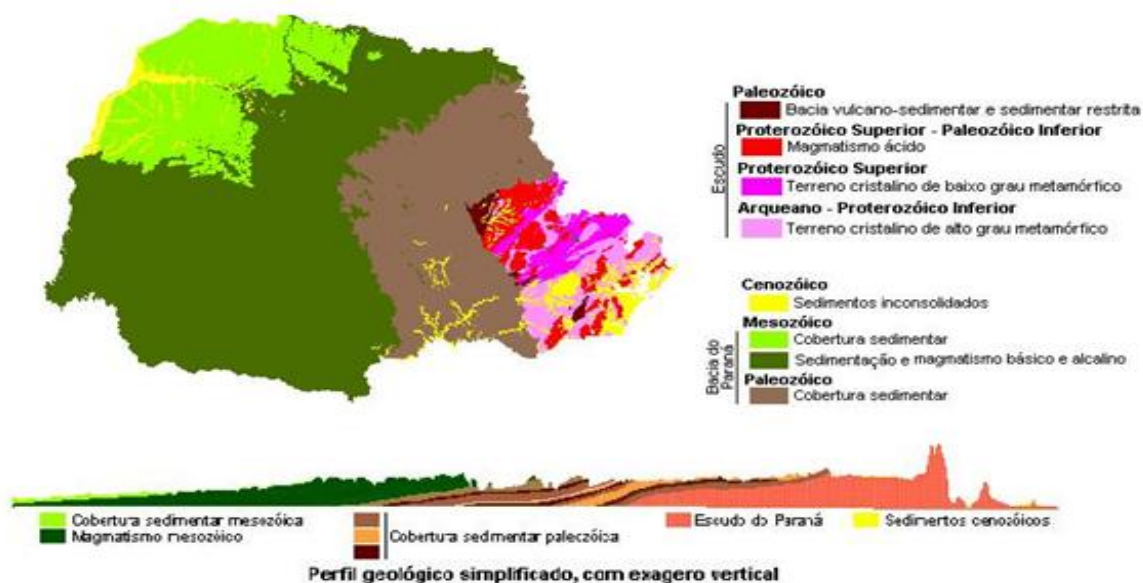 Paleozóico
Bacia vulcano-sedimentar e sedimentar restrita
Proterozóico Superior - Paleozóico Inferior
Magmatismo ácido
Proterozóico Superior
Terreno cristalino de baixo grau metamórfico
Arqueano - Proterozóico Inferior
Terreno cristalino de alto grau metamórfico
Escudo
Cenozóico
Sedimentos inconsolidados
Mesozóico
Cobertura sedimentar
Sedimentação e magmatismo básico e alcalino
Paleozóico
Cobertura sedimentar
Bacia do
Paraná
Cobertura sedimentar mesozóica
Magmatismo mesozóico
Cobertura sedimentar paleozóica
Escudo do Paraná
Sedimentos cenozóicos
Perfil geológico simplificado, com exagero vertical